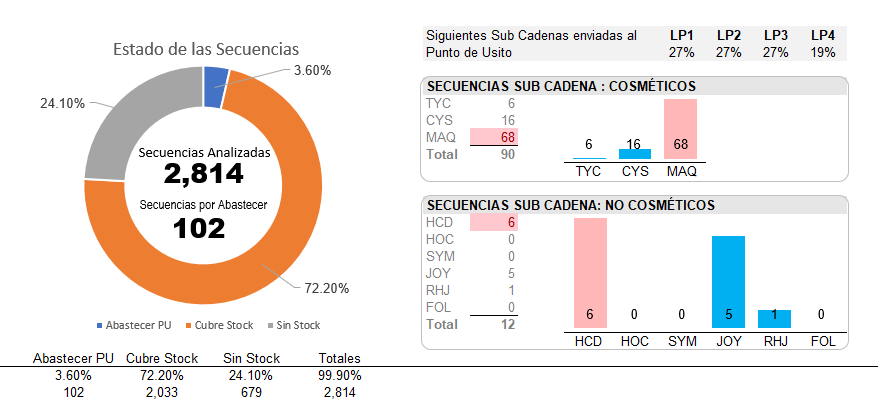 Estado de las Secuencias
3.60%
24.10%
Secuencias Analizadas
2,814
Secuencias por Abastecer
102
72.20%
Abastecer PU Cubre Stock Sin Stock
Abastecer PU Cubre Stock Sin Stock Totales
3.60% 72.20% 24.10% 99.90%
102 2,033 679 2,814
Siguientes Sub Cadenas enviadas al LP1 LP2 LP3 LP4
Punto de Usito 27% 27% 27% 19%
SECUENCIAS SUB CADENA : COSMÉTICOS
TYC 6
CYS 16
MAQ 68
Total 90
6 16 68
TYC CYS MAQ
SECUENCIAS SUB CADENA: NO COSMÉTICOS
HCD 6
HOC 0
SYM 0
JOY 5
RHJ 1
FOL 0
Total 12
6 0 0 5 1 0
HCD HOC SYM JOY RHJ FOL